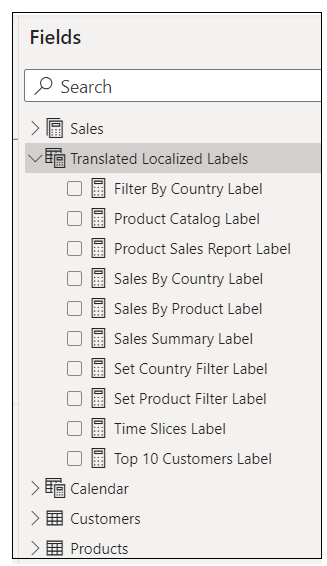 Fields
Search
Sales
Translated Localized Labels
Filter By Country Label
Product Catalog Label
Product Sales Report Label
Sales By Country Label
Sales By Product Label
Sales Summary Label
Set Country Filter Label
Set Product Filter Label
Time Slices Label
Top 10 Customers Label
Calendar
Customers
Products